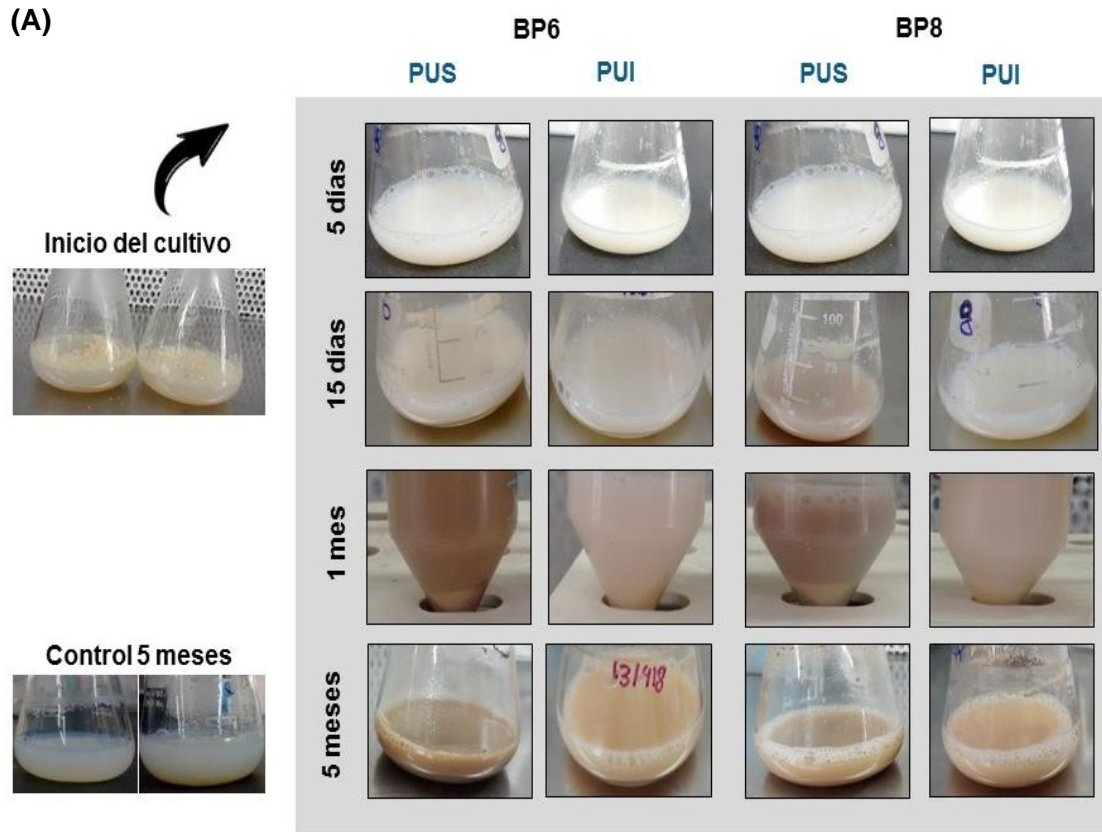 (A)
BP6 BP8
PUS PUI PUS PUI
5 días
Inicio del cultivo
15 días
100
75
50
1 mes
Control 5 meses
5 meses
13/918